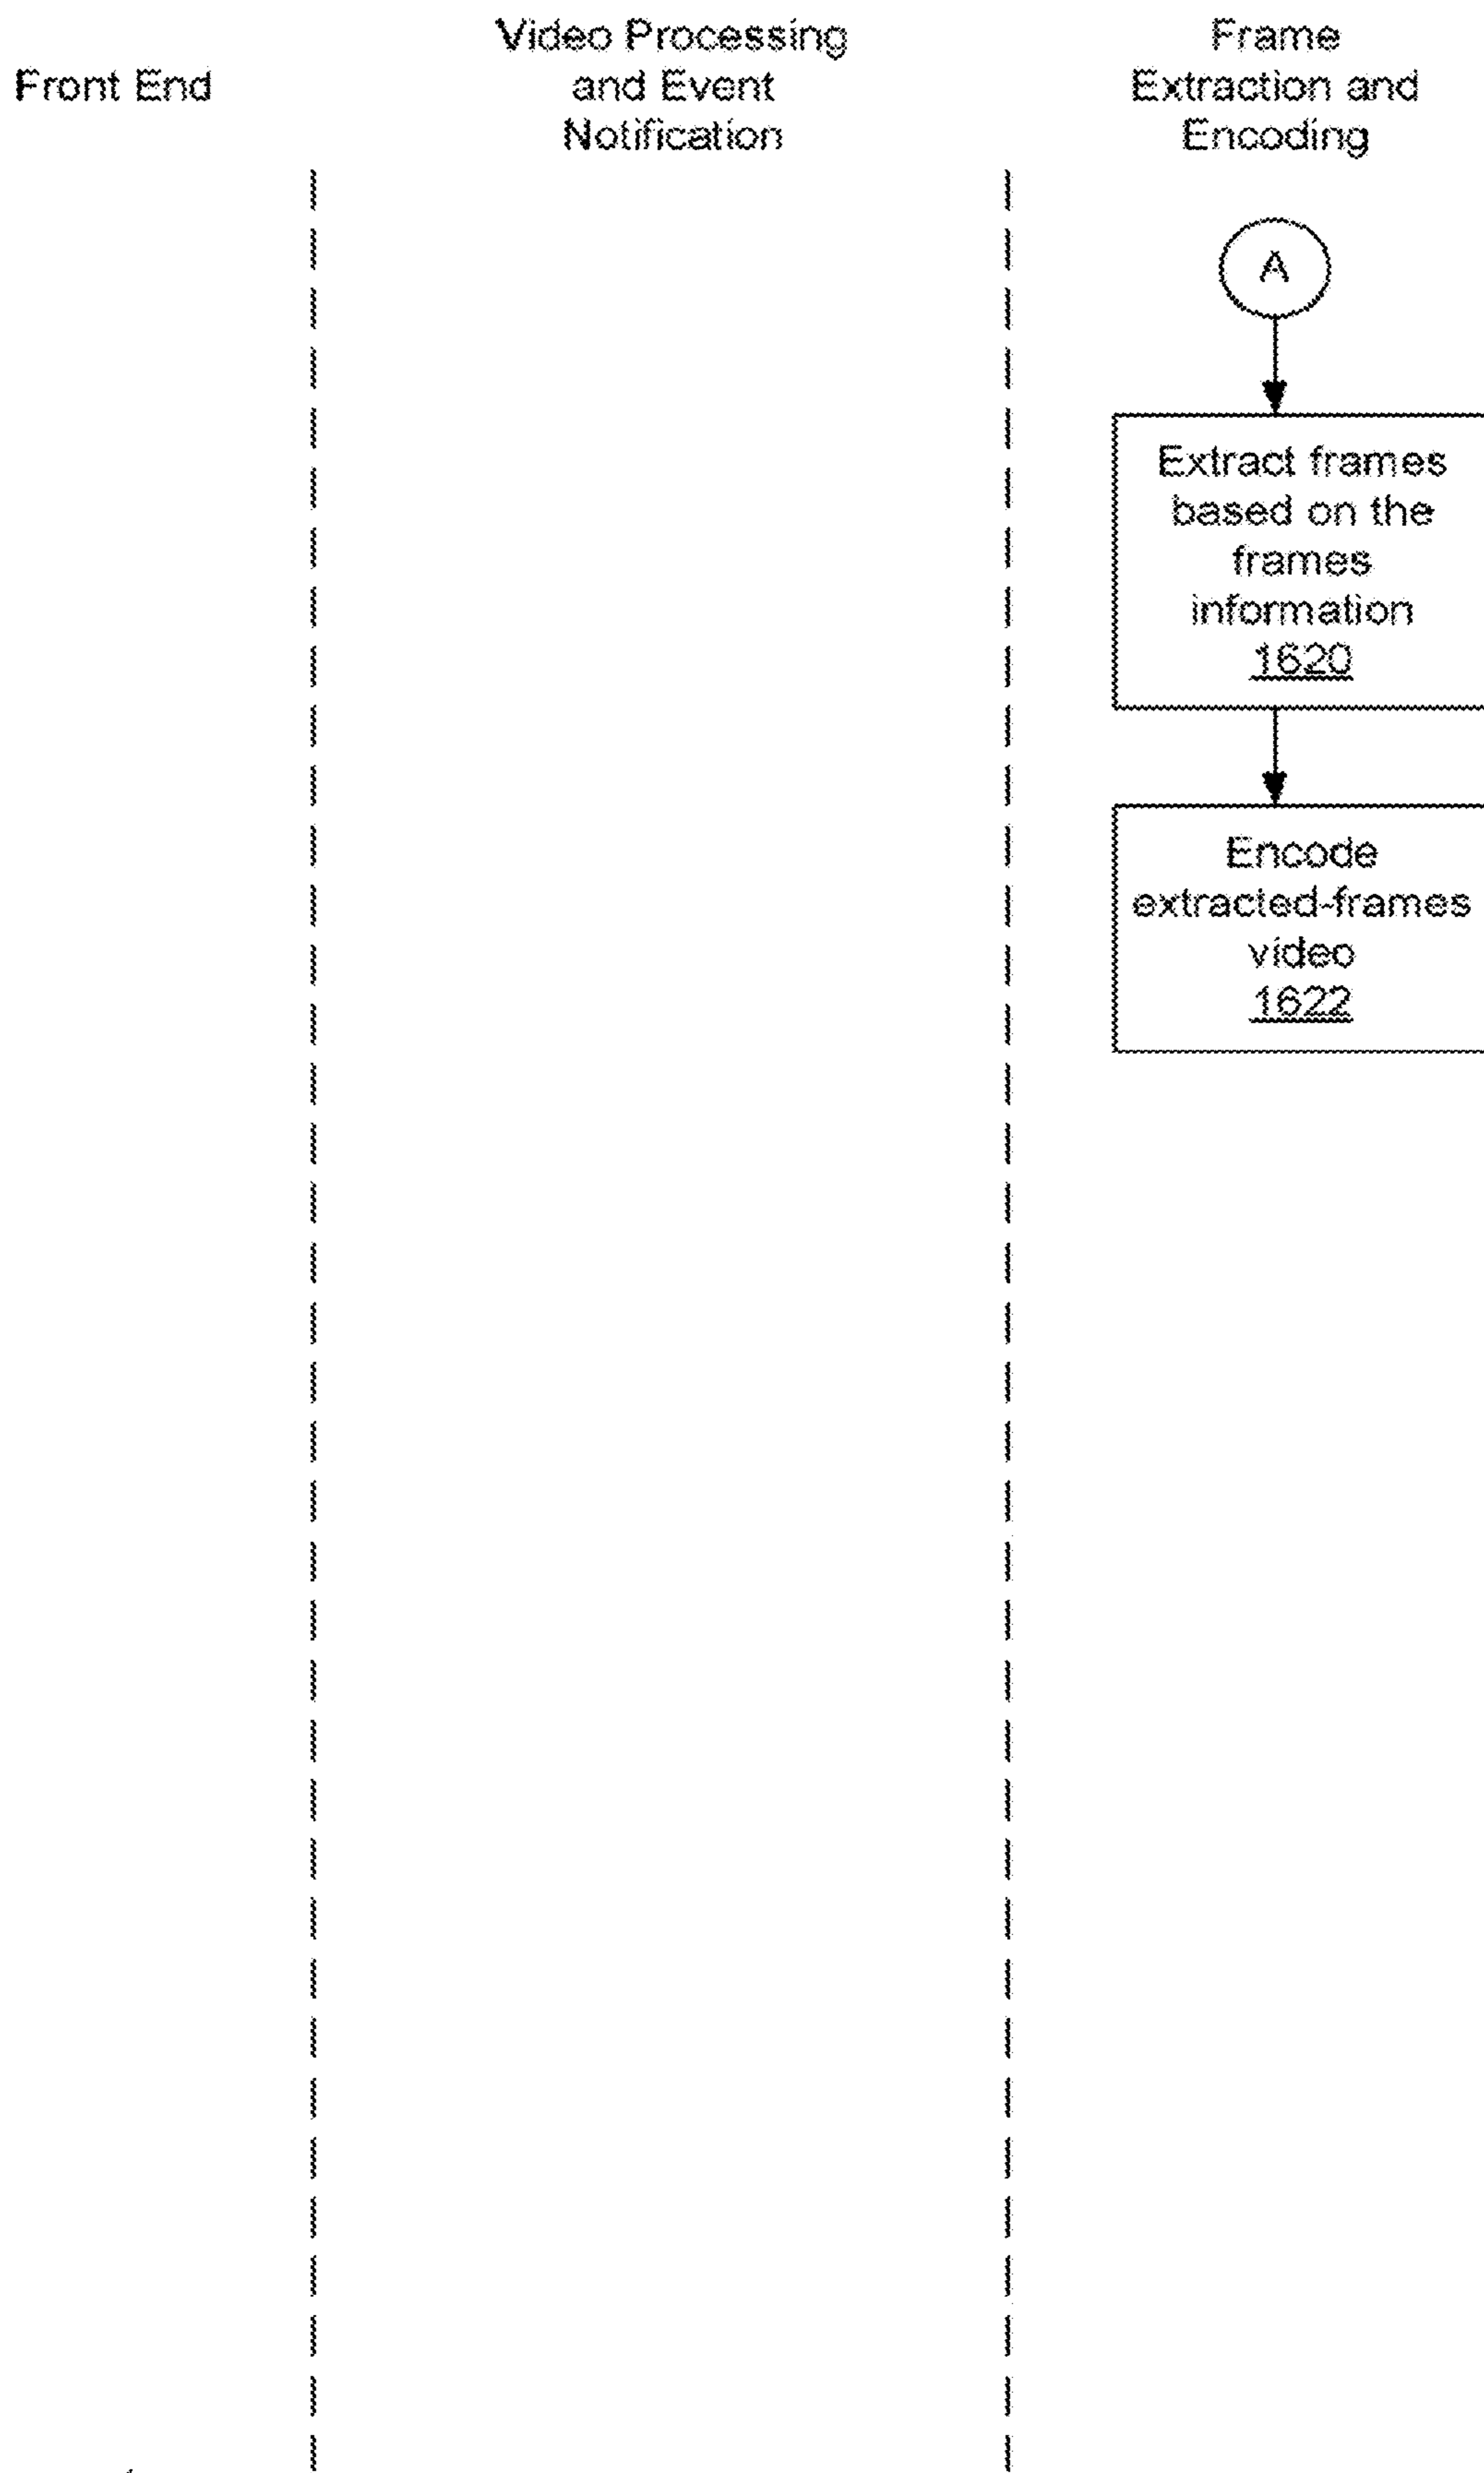 Front End
Video Processing
and Event
Notification
Frame
Extraction and
Encoding
A
Extract frames
based on the
frames
information
1620
Encode
extracted-frames
video
1622